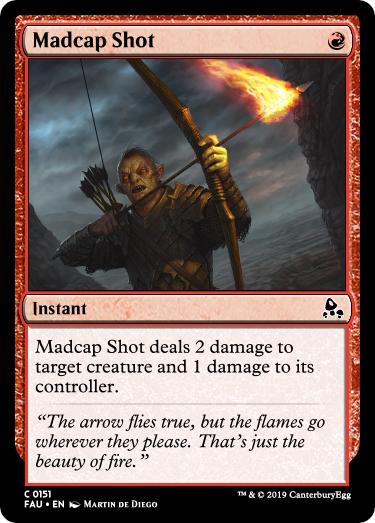 Madcap Shot
Instant
Madcap Shot deals 2 damage to
target creature and 1 damage to its
controller.
“The arrow flies true, but the flames go
wherever they please. That’s just the
beauty of fire.”
C 0151
FAU • EN Martin de Diego
™ & © 2019 CanterburyEgg